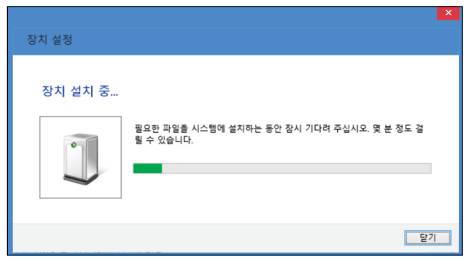 장치 설정
장치 설치 중...
필요한 파일을 시스템에 설치하는 동안 잠시 기다려 주십시오. 몇 분 정도 걸
릴 수 있습니다.
닫기